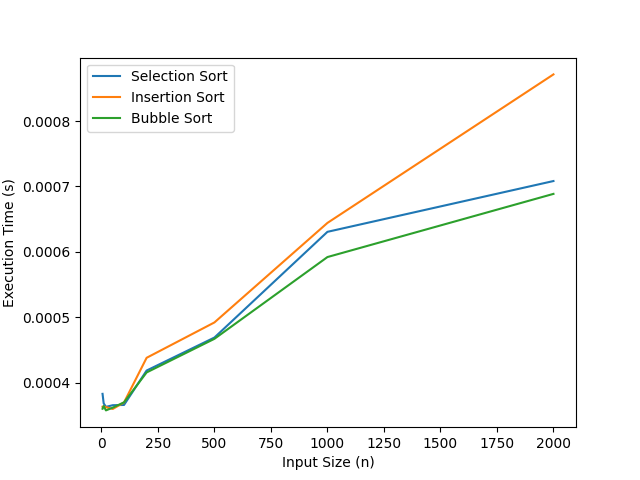 Selection Sort
Insertion Sort
Bubble Sort
0.0008
0.0007
0.0006
0.0005
0.0004
Execution Time (s)
0 250 500 750 1000 1250 1500 1750 2000
Input Size (n)